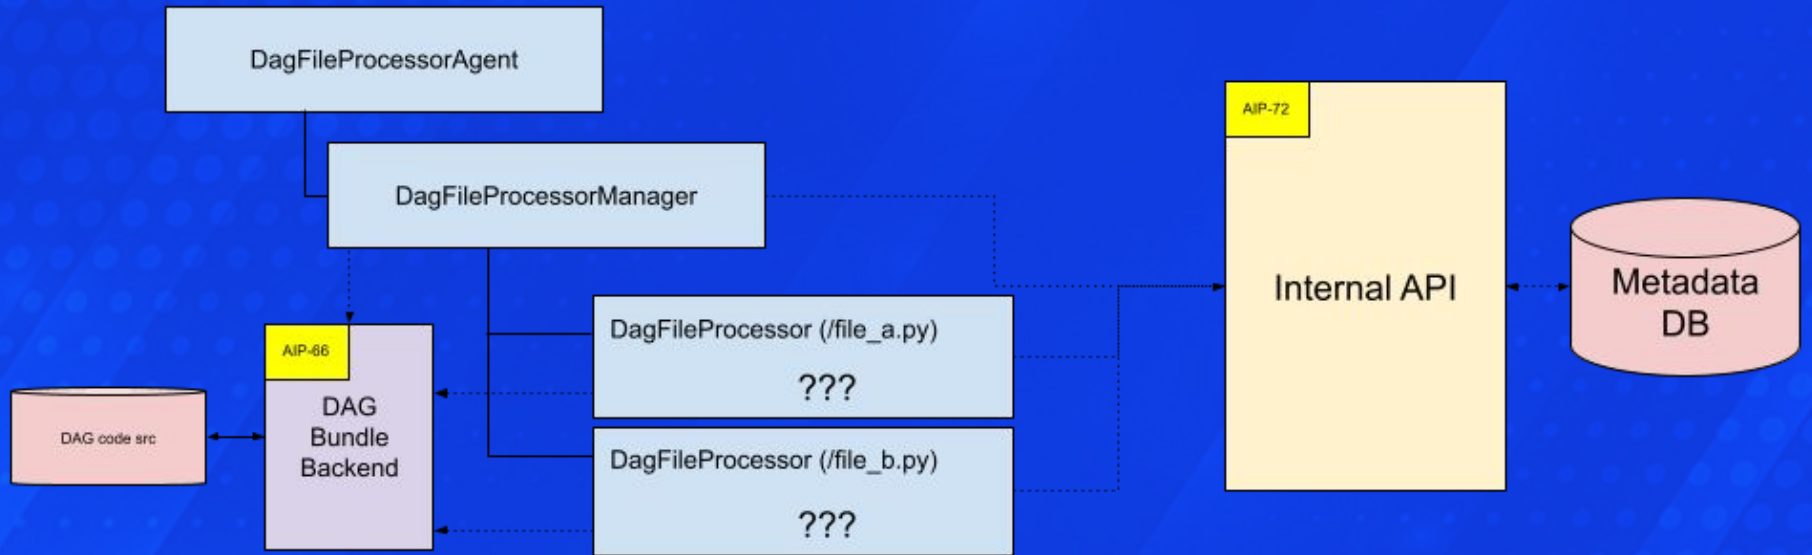 DagFileProcessorAgent
DagFileProcessorManager
AIP-72
Internal API
Metadata
DB
DagFileProcessor (/file_a.py)
???
AIP-66
DAG
Bundle
Backend
DAG code src
DagFileProcessor (/file_b.py)
???